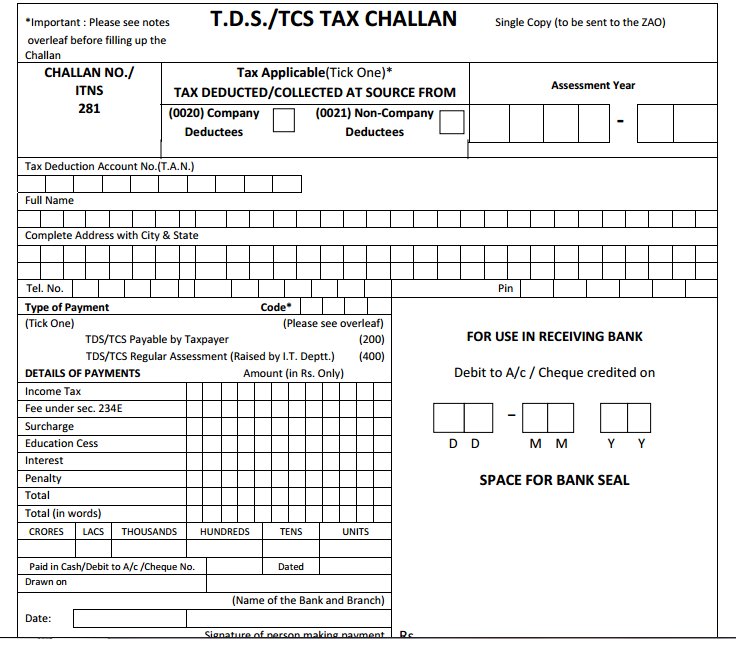 *Important : Please see notes
overleaf before filling up the
Challan
T.D.S./TCS TAX CHALLAN
Single Copy (to be sent to the ZAO)
CHALLAN NO./
ITNS
281
Tax Applicable(Tick One)*
TAX DEDUCTED/COLLECTED AT SOURCE FROM
(0020) Company
Deductees
(0021) Non-Company
Deductees
Assessment Year
-
Tax Deduction Account No.(T.A.N.)
Full Name
Complete Address with City & State
Tel. No.
Pin
Type of Payment Code*
(Tick One) (Please see overleaf)
TDS/TCS Payable by Taxpayer (200)
TDS/TCS Regular Assessment (Raised by I.T. Deptt.) (400)
DETAILS OF PAYMENTS Amount (in Rs. Only)
Income Tax
Fee under sec. 234E
Surcharge
Education Cess
Interest
Penalty
Total
Total (in words)
CRORES LACS THOUSANDS HUNDREDS TENS UNITS
Paid in Cash/Debit to A/c /Cheque No. Dated
Drawn on
(Name of the Bank and Branch)
Date:
Signature of person making payment
FOR USE IN RECEIVING BANK
Debit to A/c / Cheque credited on
–
D D M M Y Y
SPACE FOR BANK SEAL
Rs